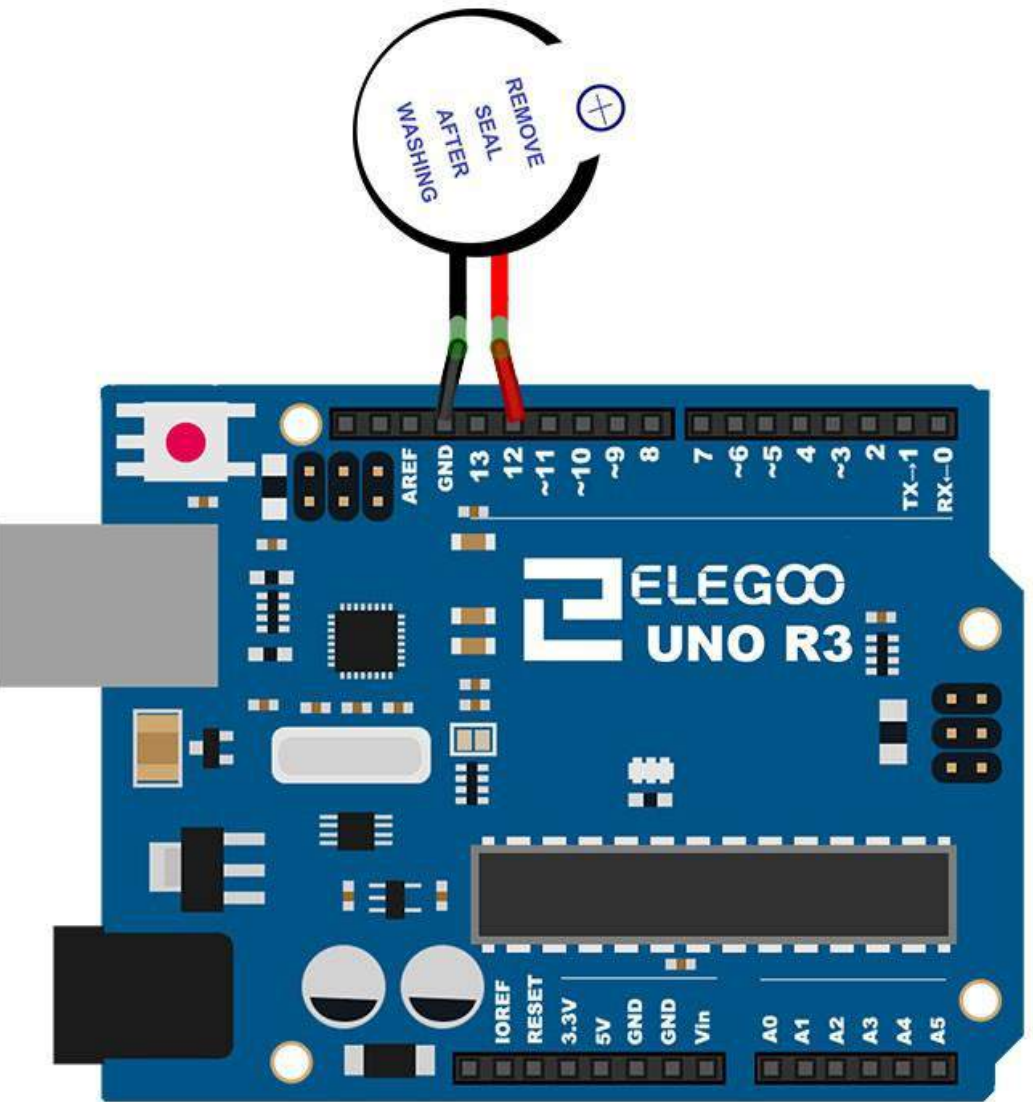 REMOVE
SEAL
AFTER
WASHING
AREF
GND
13
12
~11
~10
~9
8
7
~6
~5
4
~3
2
TX→1
RX←0
ELEGOO
UNO R3
IOREF
RESET
3.3V
5V
GND
GND
Vin
A0
A1
A2
A3
A4
A5